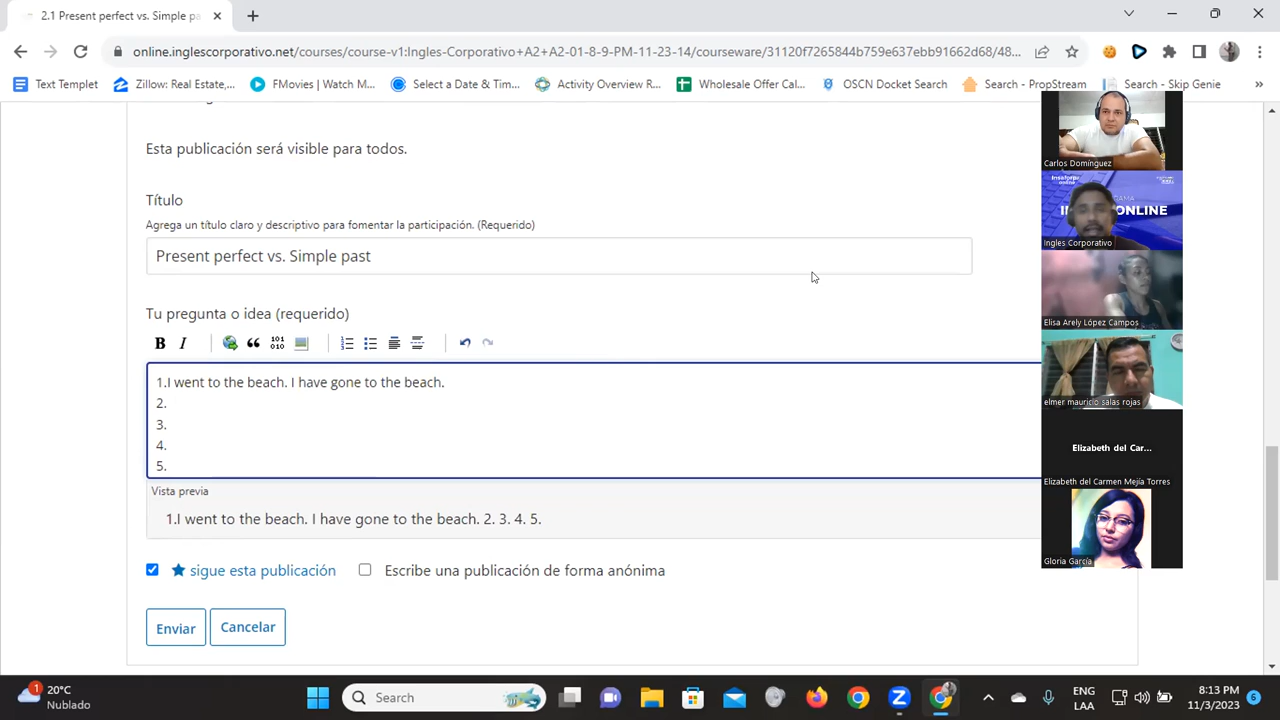 2.1 Present perfect vs. Simple pa
online.inglescorporativo.net/courses/course-v1:Ingles-Corporativo+A2+A2-01-8-9-PM-11-23-14/courseware/31120f7265844b759e637ebb91662d68/48...
Text Templet
Zillow: Real Estate,...
FMovies | Watch M...
Select a Date & Tim...
Activity Overview R...
Wholesale Offer Cal...
OSCN Docket Search
Search - PropStream
Search - Skip Genie
Esta publicación será visible para todos.
Título
Agrega un título claro y descriptivo para fomentar la participación. (Requerido)
Present perfect vs. Simple past
Tu pregunta o idea (requerido)
B I
1.I went to the beach. I have gone to the beach.
2.
3.
4.
5.
Vista previa
1.I went to the beach. I have gone to the beach. 2. 3. 4. 5.
sigue esta publicación
Escribe una publicación de forma anónima
Enviar
Cancelar
Carlos Domínguez
ONLINE
Ingles Corporativo
Elisa Arely López Campos
elmer mauricio salas rojas
Elizabeth del Car...
Elizabeth del Carmen Mejía Torres
Gloria García
1
20°C
Nublado
Search
ENG
LAA
8:13 PM
11/3/2023
6